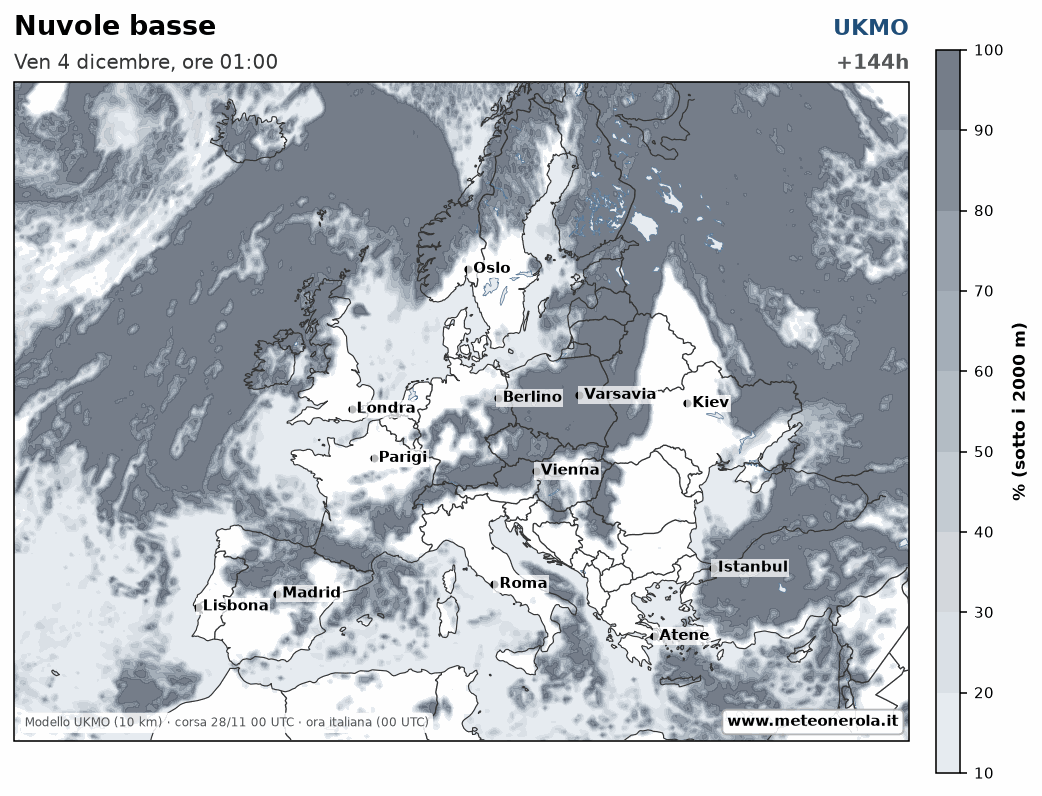 Nuvole basse
UKMO
Ven 4 dicembre, ore 01:00
+144h
Oslo
Londra
Berlino
Varsavia
Kiev
Parigi
Vienna
Istanbul
Roma
Madrid
Lisbona
Atene
Modello UKMO (10 km) · corsa 28/11 00 UTC · ora italiana (00 UTC)
www.meteonerola.it
100
90
80
70
60
50
40
30
20
10
% (sotto i 2000 m)